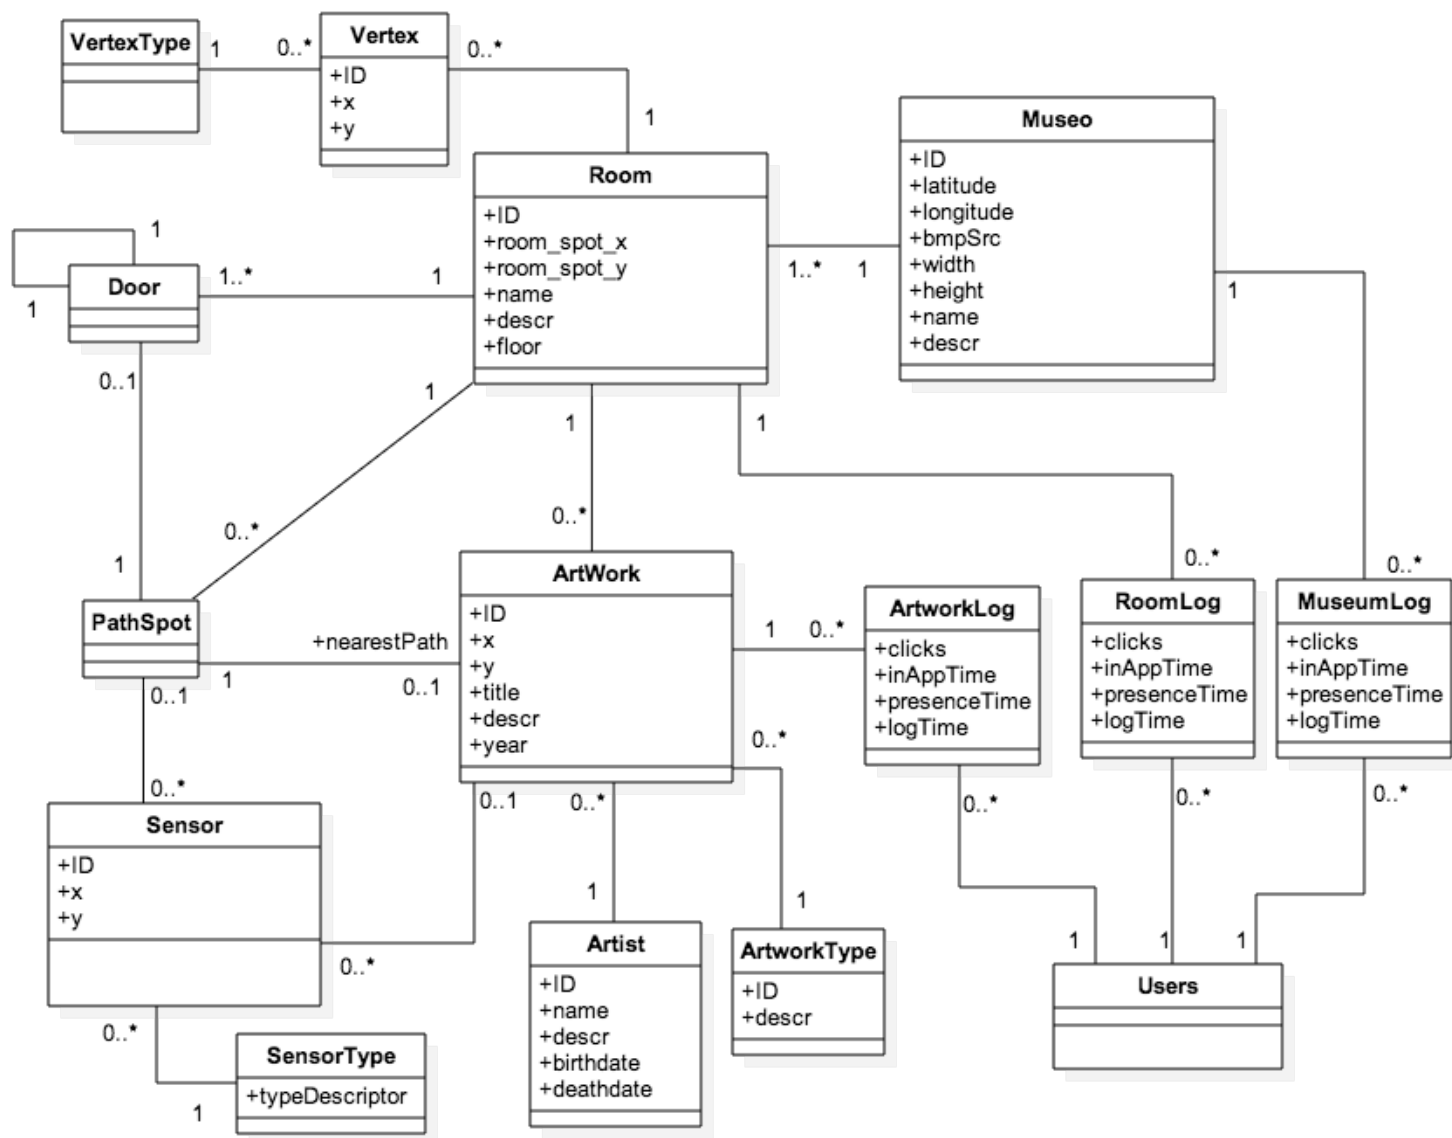 VertexType
1
0..*
Vertex
+ID
+x
+y
0..*
1
Room
+ID
+room_spot_x
+room_spot_y
+name
+descr
+floor
1..*
1
Museo
+ID
+latitude
+longitude
+bmpSrc
+width
+height
+name
+descr
1
1
1
Door
1..*
1
0..1
1
0..*
1
1
0..*
1
0..*
0..*
PathSpot
1
+nearestPath
0..1
0..1
0..*
ArtWork
+ID
+x
+y
+title
+descr
+year
1
0..*
ArtworkLog
+clicks
+inAppTime
+presenceTime
+logTime
RoomLog
+clicks
+inAppTime
+presenceTime
+logTime
MuseumLog
+clicks
+inAppTime
+presenceTime
+logTime
0..1
0..*
0..*
0..*
0..*
0..*
Sensor
+ID
+x
+y
0..*
0..*
1
SensorType
+typeDescriptor
1
Artist
+ID
+name
+descr
+birthdate
+deathdate
1
ArtworkType
+ID
+descr
1
1
1
Users